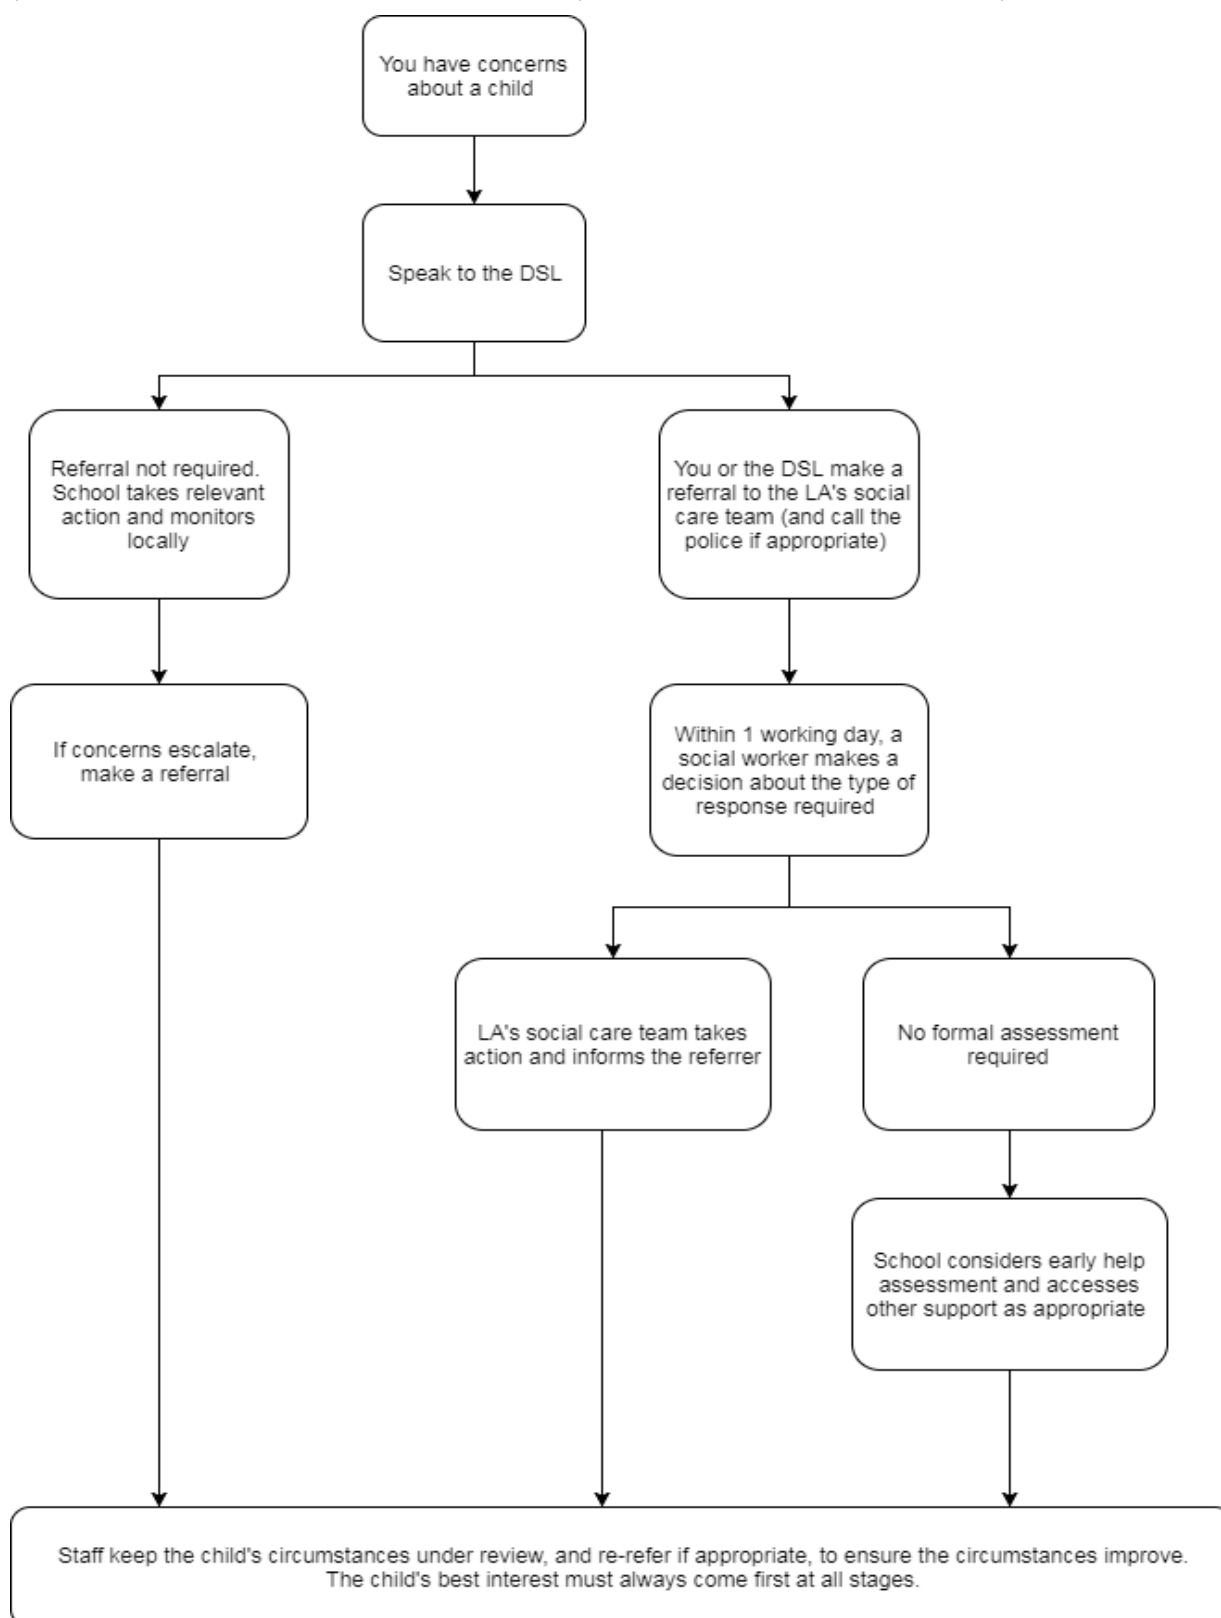 You have concerns
about a child
Speak to the DSL
Referral not required.
School takes relevant
action and monitors
locally
You or the DSL make a
referral to the LA's social
care team (and call the
police if appropriate)
If concerns escalate,
make a referral
Within 1 working day, a
social worker makes a
decision about the type of
response required
LA's social care team takes
action and informs the referrer
No formal assessment
required
School considers early help
assessment and accesses
other support as appropriate
Staff keep the child's circumstances under review, and re-refer if appropriate, to ensure the circumstances improve.
The child's best interest must always come first at all stages.